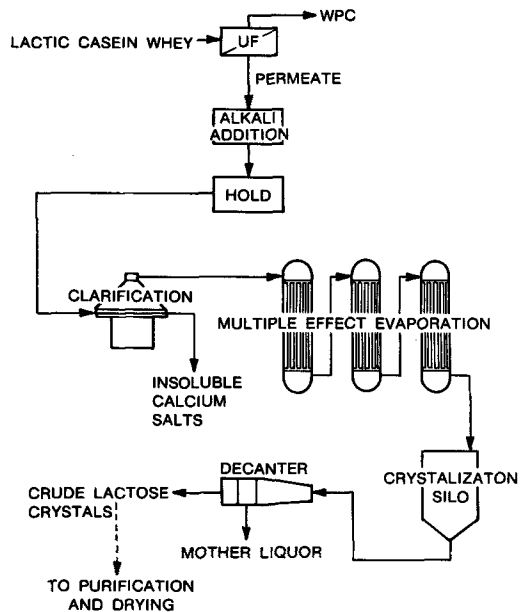 WPC
LACTIC CASEIN WHEY
UF
PERMEATE
ALKALI
ADDITION
HOLD
CLARIFICATION
MULTIPLE EFFECT EVAPORATION
INSOLUBLE
CALCIUM
SALTS
DECANTER
CRYSTALIZATON
SILO
CRUDE LACTOSE
CRYSTALS
MOTHER LIQUOR
TO PURIFICATION
AND DRYING